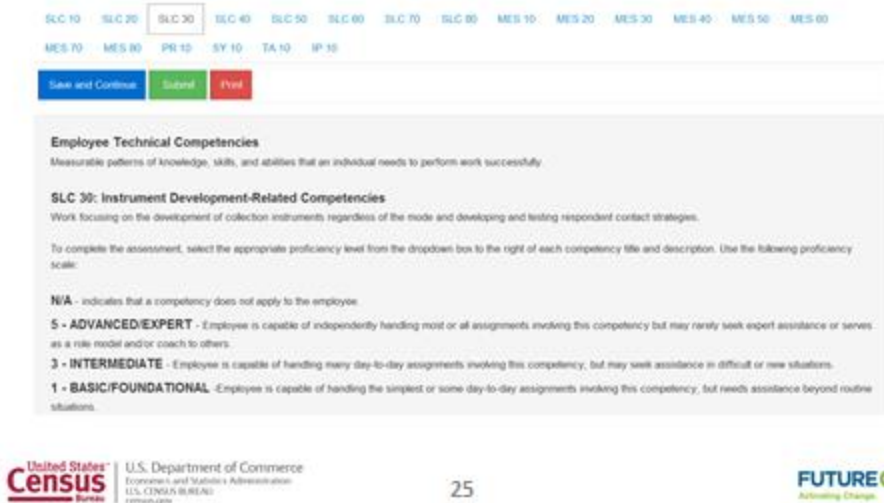 SLC 10 SLC 20 SLC 30 SLC 40 SLC 50 SLC 60 SLC 70 SLC 80 MES 10 MES 20 MES 30 MES 40 MES 50 MES 60
MES 70 MES 80 PR 10 SY 10 TA 10 IP 10
Save and Continue Submit Print
Employee Technical Competencies
Measurable patterns of knowledge, skills, and abilities that an individual needs to perform work successfully.
SLC 30: Instrument Development-Related Competencies
Work focusing on the development of collection instruments regardless of the mode and developing and testing respondent contact strategies.
To complete the assessment, select the appropriate proficiency level from the dropdown box to the right of each competency title and description. Use the following proficiency
scale:
N/A - indicates that a competency does not apply to the employee.
5 - ADVANCED/EXPERT - Employee is capable of independently handling most or all assignments involving this competency but may rarely seek expert assistance or serves
as a role model and/or coach to others.
3 - INTERMEDIATE - Employee is capable of handling many day-to-day assignments involving this competency, but may seek assistance in difficult or new situations.
1 - BASIC/FOUNDATIONAL -Employee is capable of handling the simplest or some day-to-day assignments involving this competency, but needs assistance beyond routine
situations.
United States
Census
Bureau
U.S. Department of Commerce
Economics and Statistics Administration
U.S. CENSUS BUREAU
census.gov
25
FUTURE
Activating Change